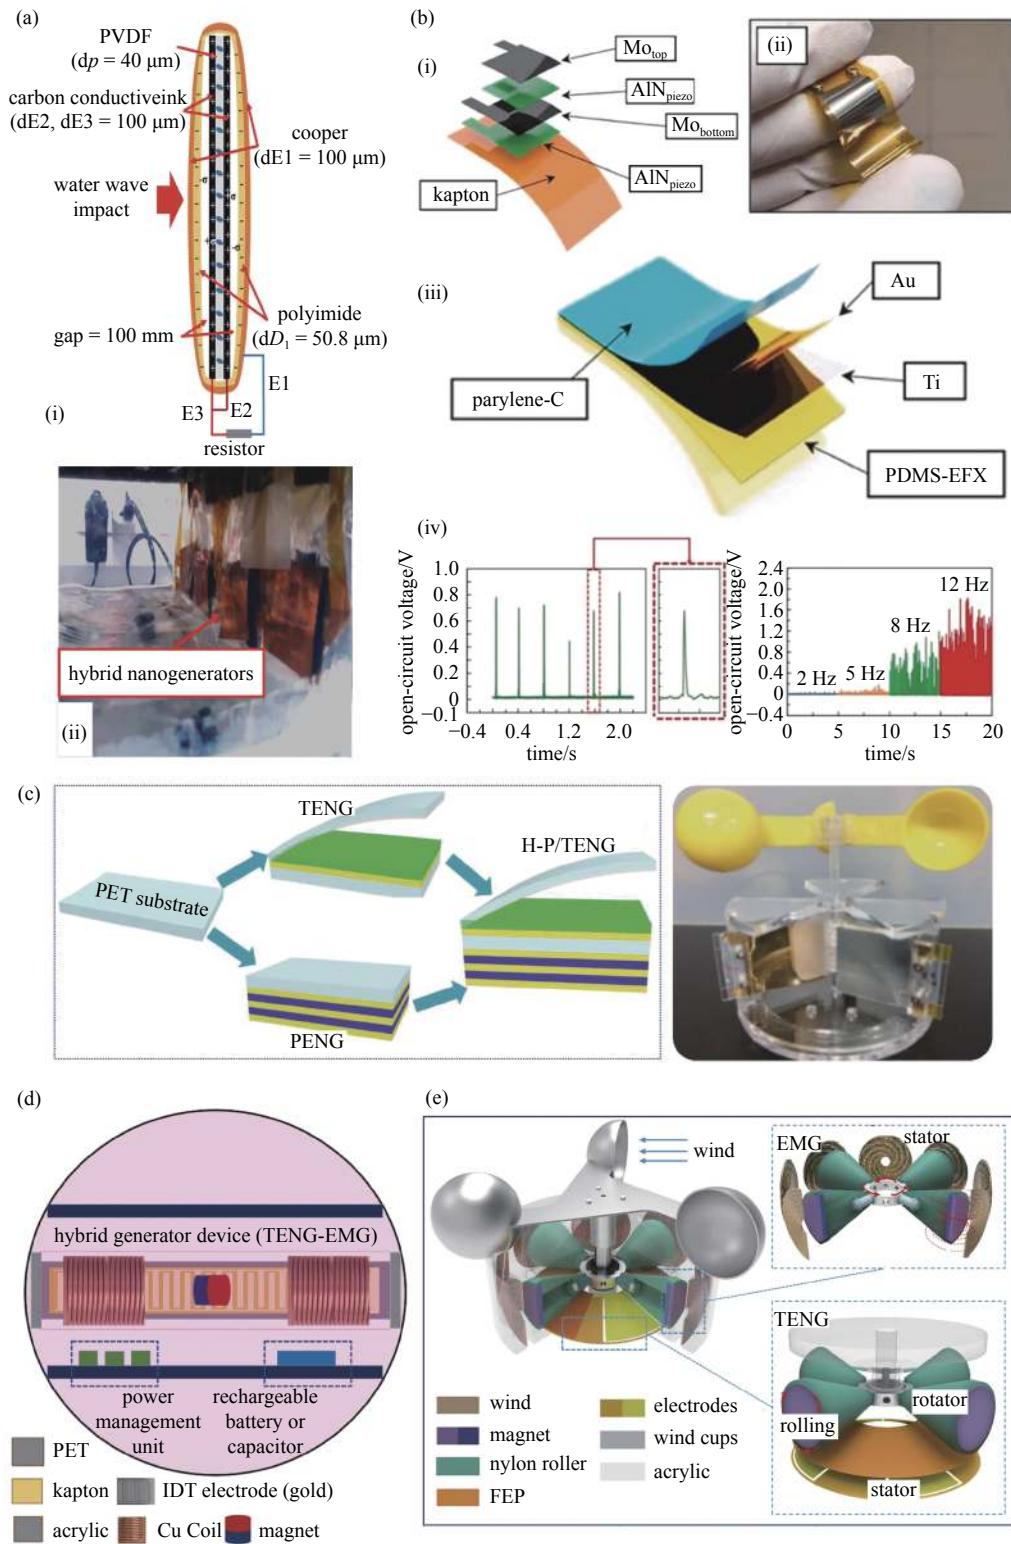 (a)
PVDF
(dp = 40 μm)
carbon conductiveink
(dE2, dE3 = 100 μm)
cooper
(dE1 = 100 μm)
water wave
impact
-σ
+σ
polyimide
(dD₁ = 50.8 μm)
gap = 100 mm
E1
E2
E3
resistor
(i)
hybrid nanogenerators
(ii)
(b)
(i)
Mo_top
AlN_piezo
Mo_bottom
AlN_piezo
kapton
(ii)
(iii)
Au
Ti
parylene-C
PDMS-EFX
(iv)
open-circuit voltage/V
1.0
0.8
0.6
0.4
0.2
0
−0.1
−0.4 0.4 1.2 2.0
time/s
open-circuit voltage/V
2.4
2.0
1.6
1.2
0.8
0.4
0
−0.4
2 Hz
5 Hz
8 Hz
12 Hz
0 5 10 15 20
time/s
(c)
TENG
H-P/TENG
PET substrate
PENG
(d)
hybrid generator device (TENG-EMG)
power
management
unit
rechargeable
battery or
capacitor
PET
kapton
IDT electrode (gold)
acrylic
Cu Coil
magnet
(e)
wind
EMG
stator
TENG
rotator
rolling
stator
wind
electrodes
magnet
wind cups
nylon roller
acrylic
FEP